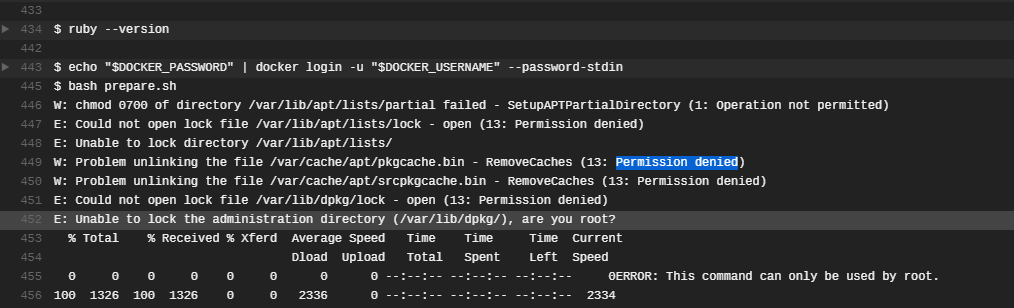 433
434 $ ruby --version
442
443 $ echo "$DOCKER_PASSWORD" | docker login -u "$DOCKER_USERNAME" --password-stdin
445 $ bash prepare.sh
446 W: chmod 0700 of directory /var/lib/apt/lists/partial failed - SetupAPTPartialDirectory (1: Operation not permitted)
447 E: Could not open lock file /var/lib/apt/lists/lock - open (13: Permission denied)
448 E: Unable to lock directory /var/lib/apt/lists/
449 W: Problem unlinking the file /var/cache/apt/pkgcache.bin - RemoveCaches (13: Permission denied)
450 W: Problem unlinking the file /var/cache/apt/srcpkgcache.bin - RemoveCaches (13: Permission denied)
451 E: Could not open lock file /var/lib/dpkg/lock - open (13: Permission denied)
452 E: Unable to lock the administration directory (/var/lib/dpkg/), are you root?
453   % Total    % Received % Xferd  Average Speed   Time    Time     Time  Current
454                                  Dload  Upload   Total   Spent    Left  Speed
455   0     0    0     0    0     0      0      0 --:--:-- --:--:-- --:--:--     0ERROR: This command can only be used by root.
456 100  1326  100  1326    0     0   2336      0 --:--:-- --:--:-- --:--:--  2334